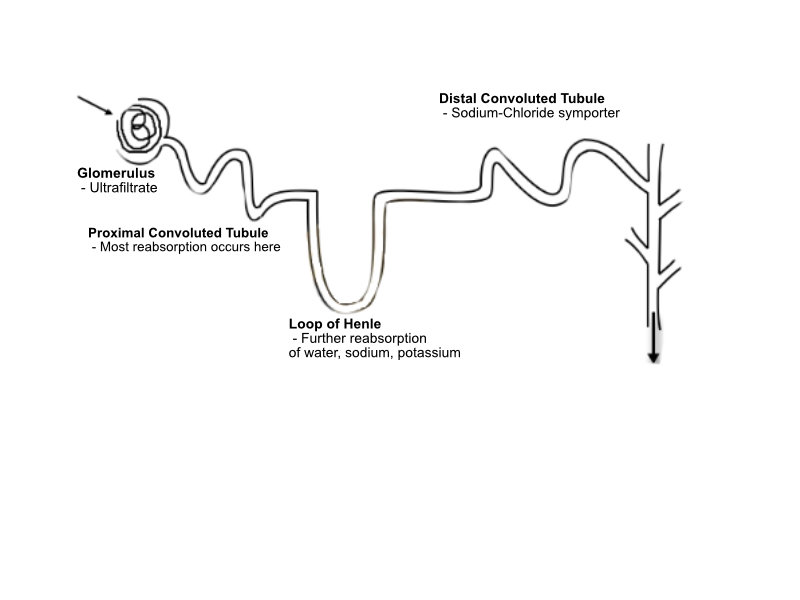 Distal Convoluted Tubule
- Sodium-Chloride symporter
Glomerulus
- Ultrafiltrate
Proximal Convoluted Tubule
- Most reabsorption occurs here
Loop of Henle
- Further reabsorption
of water, sodium, potassium